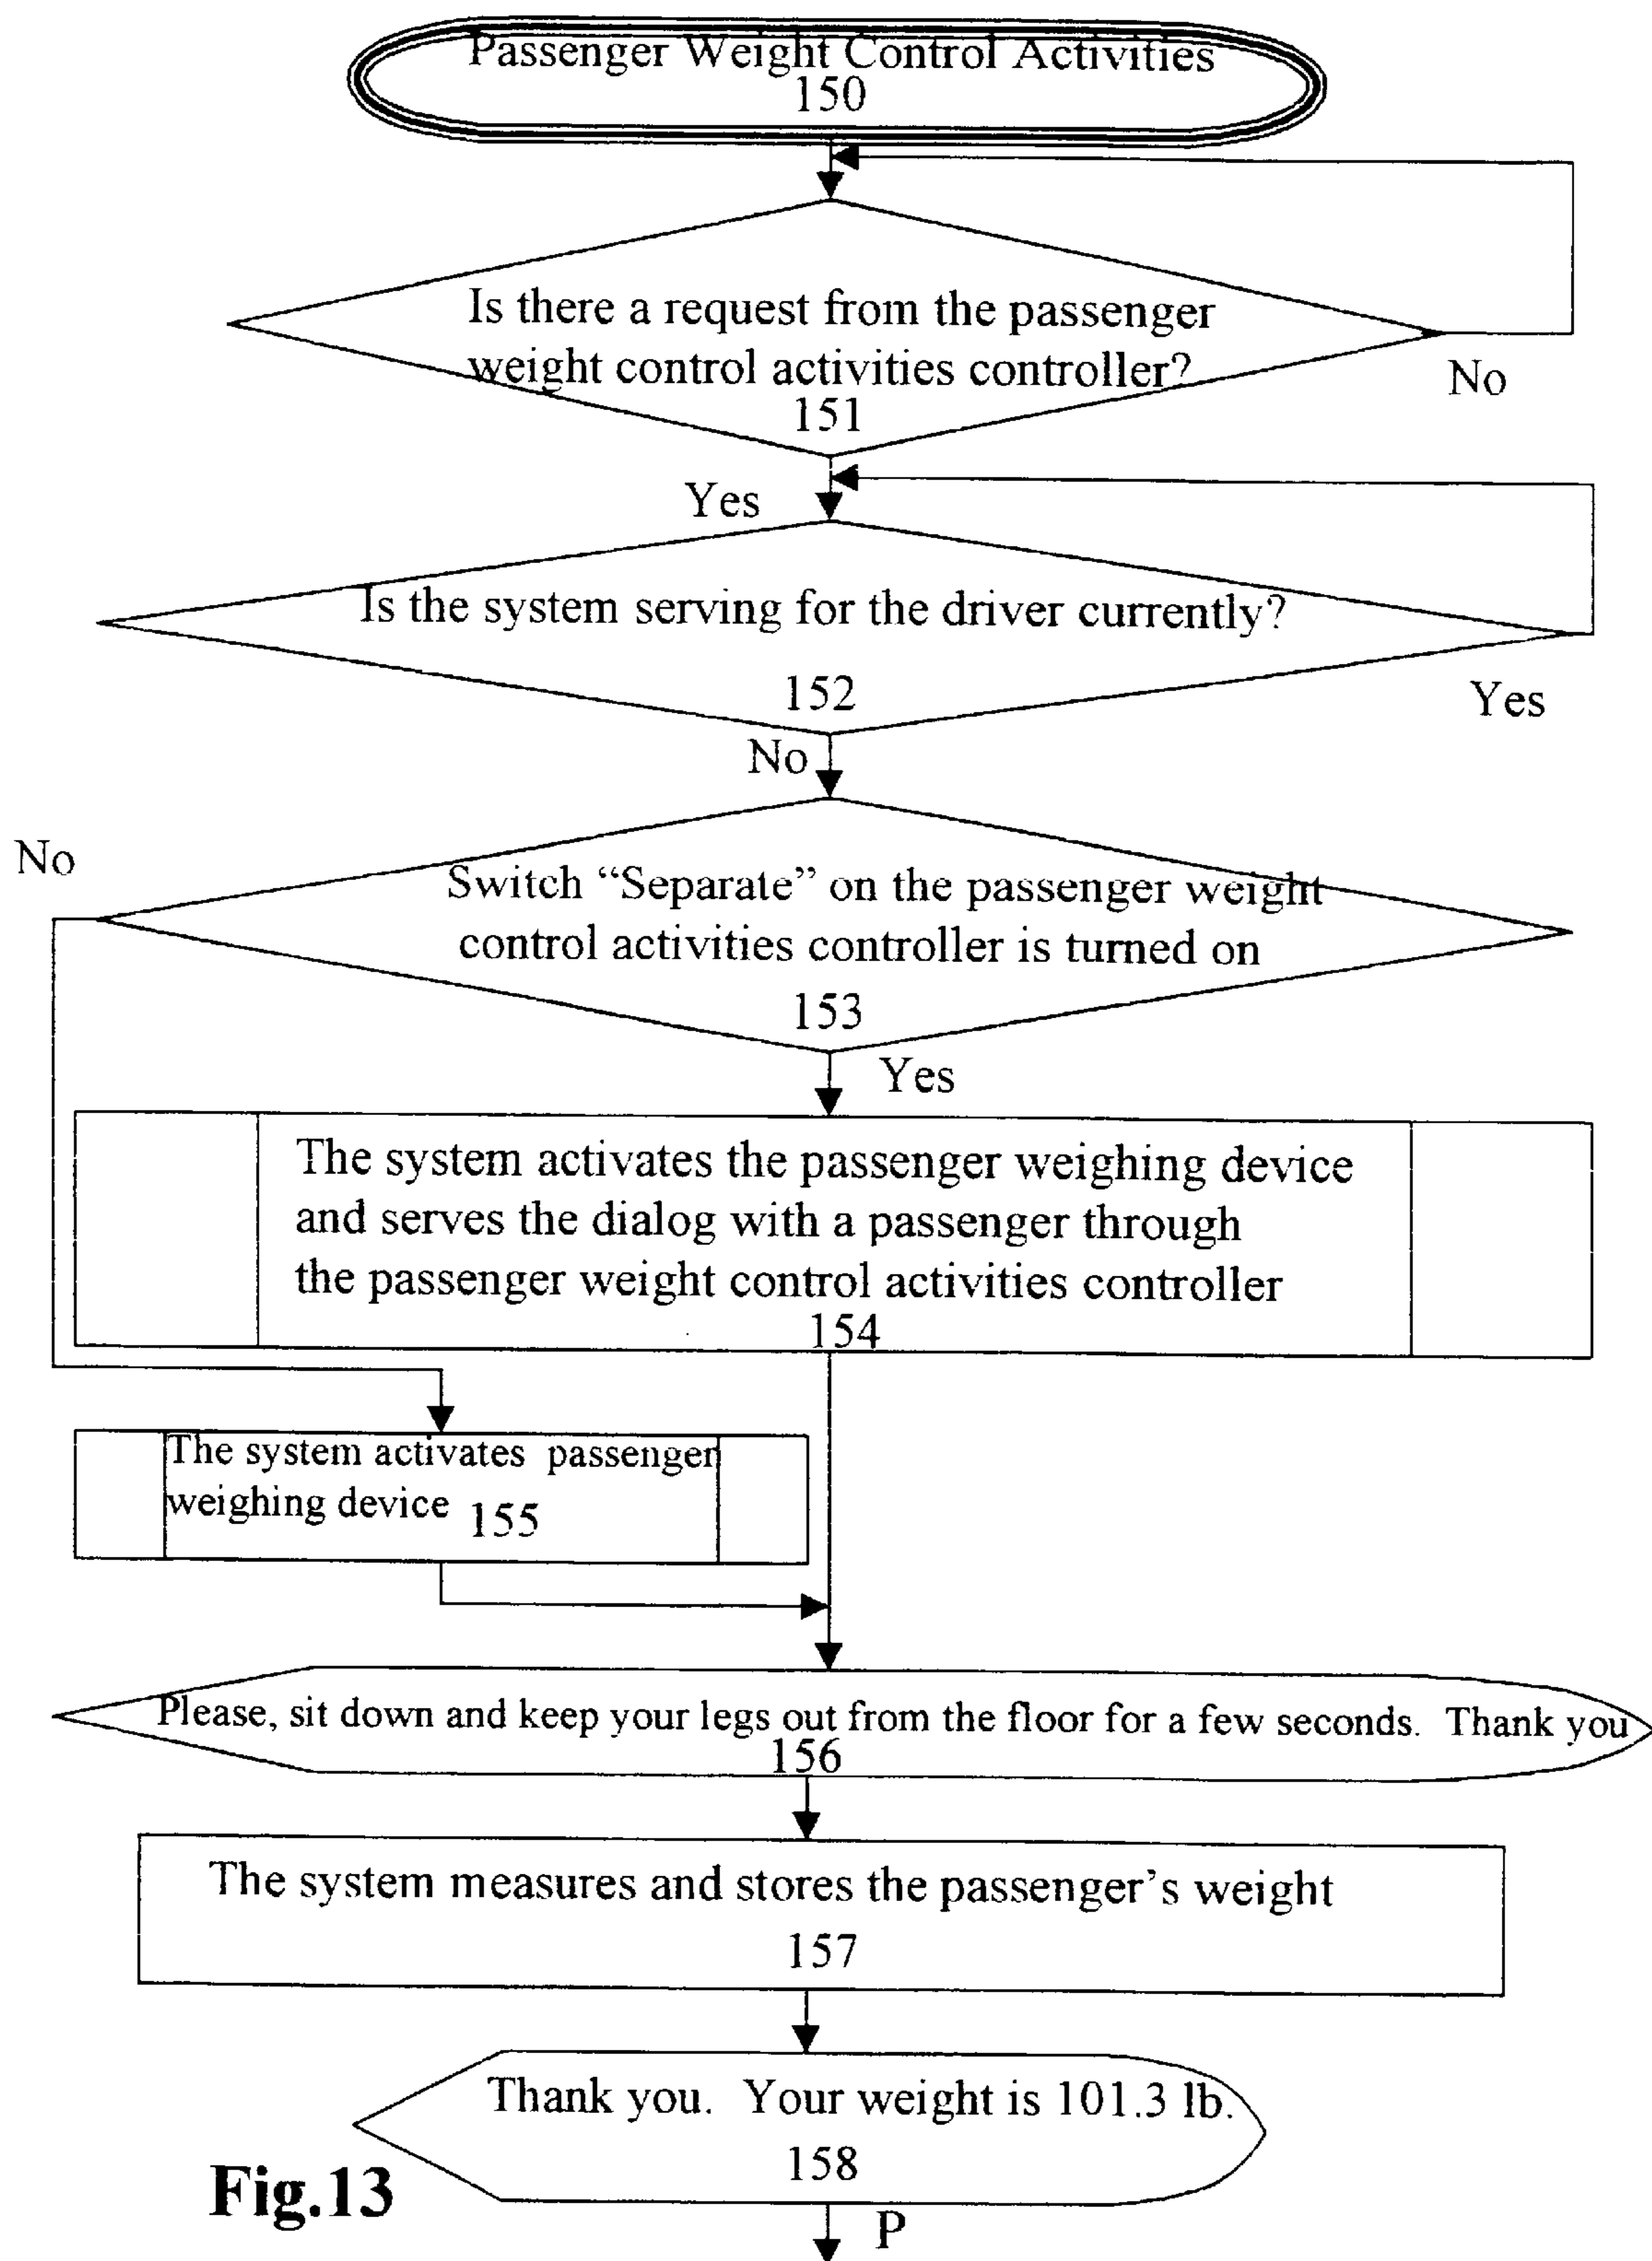 Passenger Weight Control Activities
150
Is there a request from the passenger
weight control activities controller?
151
No
Yes
Is the system serving for the driver currently?
152
Yes
No
No
Switch “Separate” on the passenger weight
control activities controller is turned on
153
Yes
The system activates the passenger weighing device
and serves the dialog with a passenger through
the passenger weight control activities controller
154
The system activates passenger
weighing device 155
Please, sit down and keep your legs out from the floor for a few seconds. Thank you
156
The system measures and stores the passenger’s weight
157
Thank you. Your weight is 101.3 lb.
158
Fig.13
P